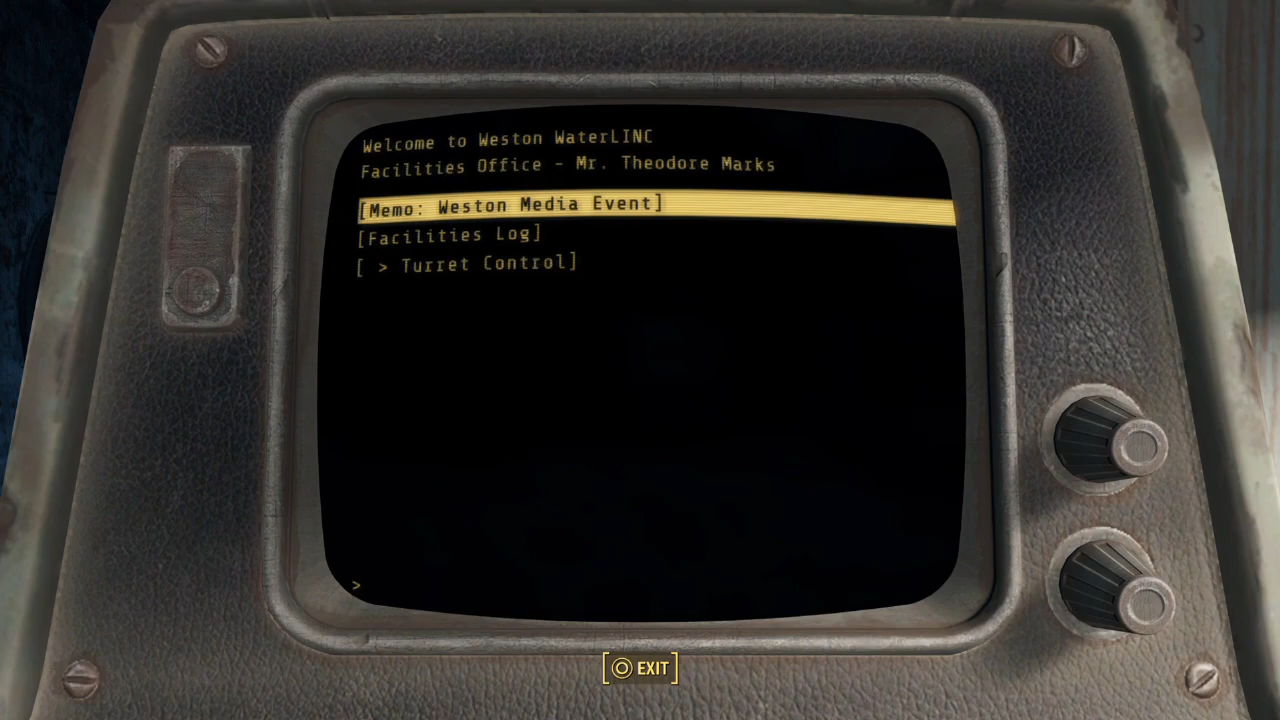 Welcome to Weston WaterLINC
Facilities Office - Mr. Theodore Marks
[Memo: Weston Media Event]
[Facilities Log]
[ > Turret Control]
>
[EXIT]